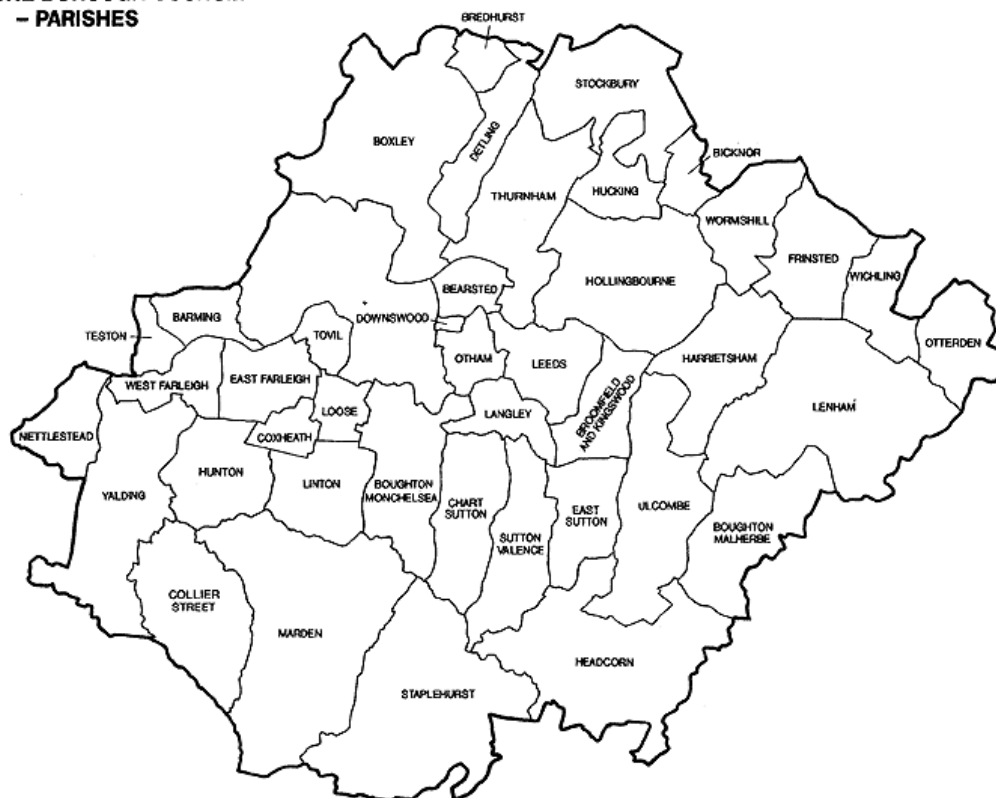 – PARISHES
BREDHURST
STOCKBURY
BOXLEY
DETLING
BICKNOR
THURNHAM
HUCKING
WORMSHILL
FRINSTED
WICHLING
HOLLINGBOURNE
BEARSTED
BARMING
DOWNSWOOD
TESTON
TOVIL
OTTERDEN
OTHAM
LEEDS
HARRIETSHAM
WEST FARLEIGH
EAST FARLEIGH
BROOMFIELD
AND KINGSWOOD
LENHAM
LOOSE
LANGLEY
NETTLESTEAD
COXHEATH
HUNTON
LINTON
YALDING
BOUGHTON
MONCHELSEA
CHART
SUTTON
EAST
SUTTON
ULCOMBE
SUTTON
VALENCE
BOUGHTON
MALHERBE
COLLIER
STREET
MARDEN
HEADCORN
STAPLEHURST